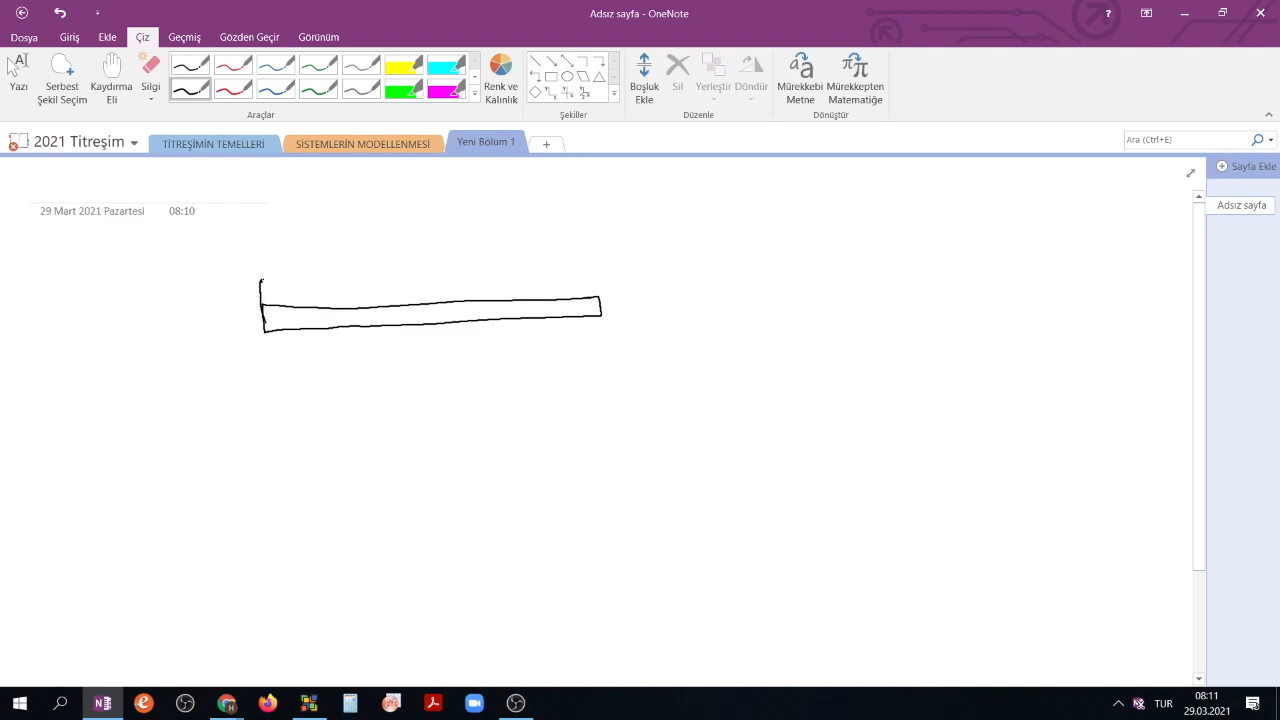 Adsız sayfa - OneNote
Dosya
Giriş
Ekle
Çiz
Geçmiş
Gözden Geçir
Görünüm
Yazı
Serbest
Şekil Seçim
Kaydırma
Eli
Silgi
Renk ve
Kalınlık
Boşluk
Ekle
Sil
Yerleştir
Döndür
Mürekkebi
Metne
Mürekkepten
Matematiğe
Araçlar
Şekiller
Düzenle
Dönüştür
2021 Titreşim
TİTREŞİMİN TEMELLERİ
SİSTEMLERİN MODELLENMESİ
Yeni Bölüm 1
Ara (Ctrl+E)
Sayfa Ekle
Adsız sayfa
29 Mart 2021 Pazartesi 08:10
TUR
08:11
29.03.2021